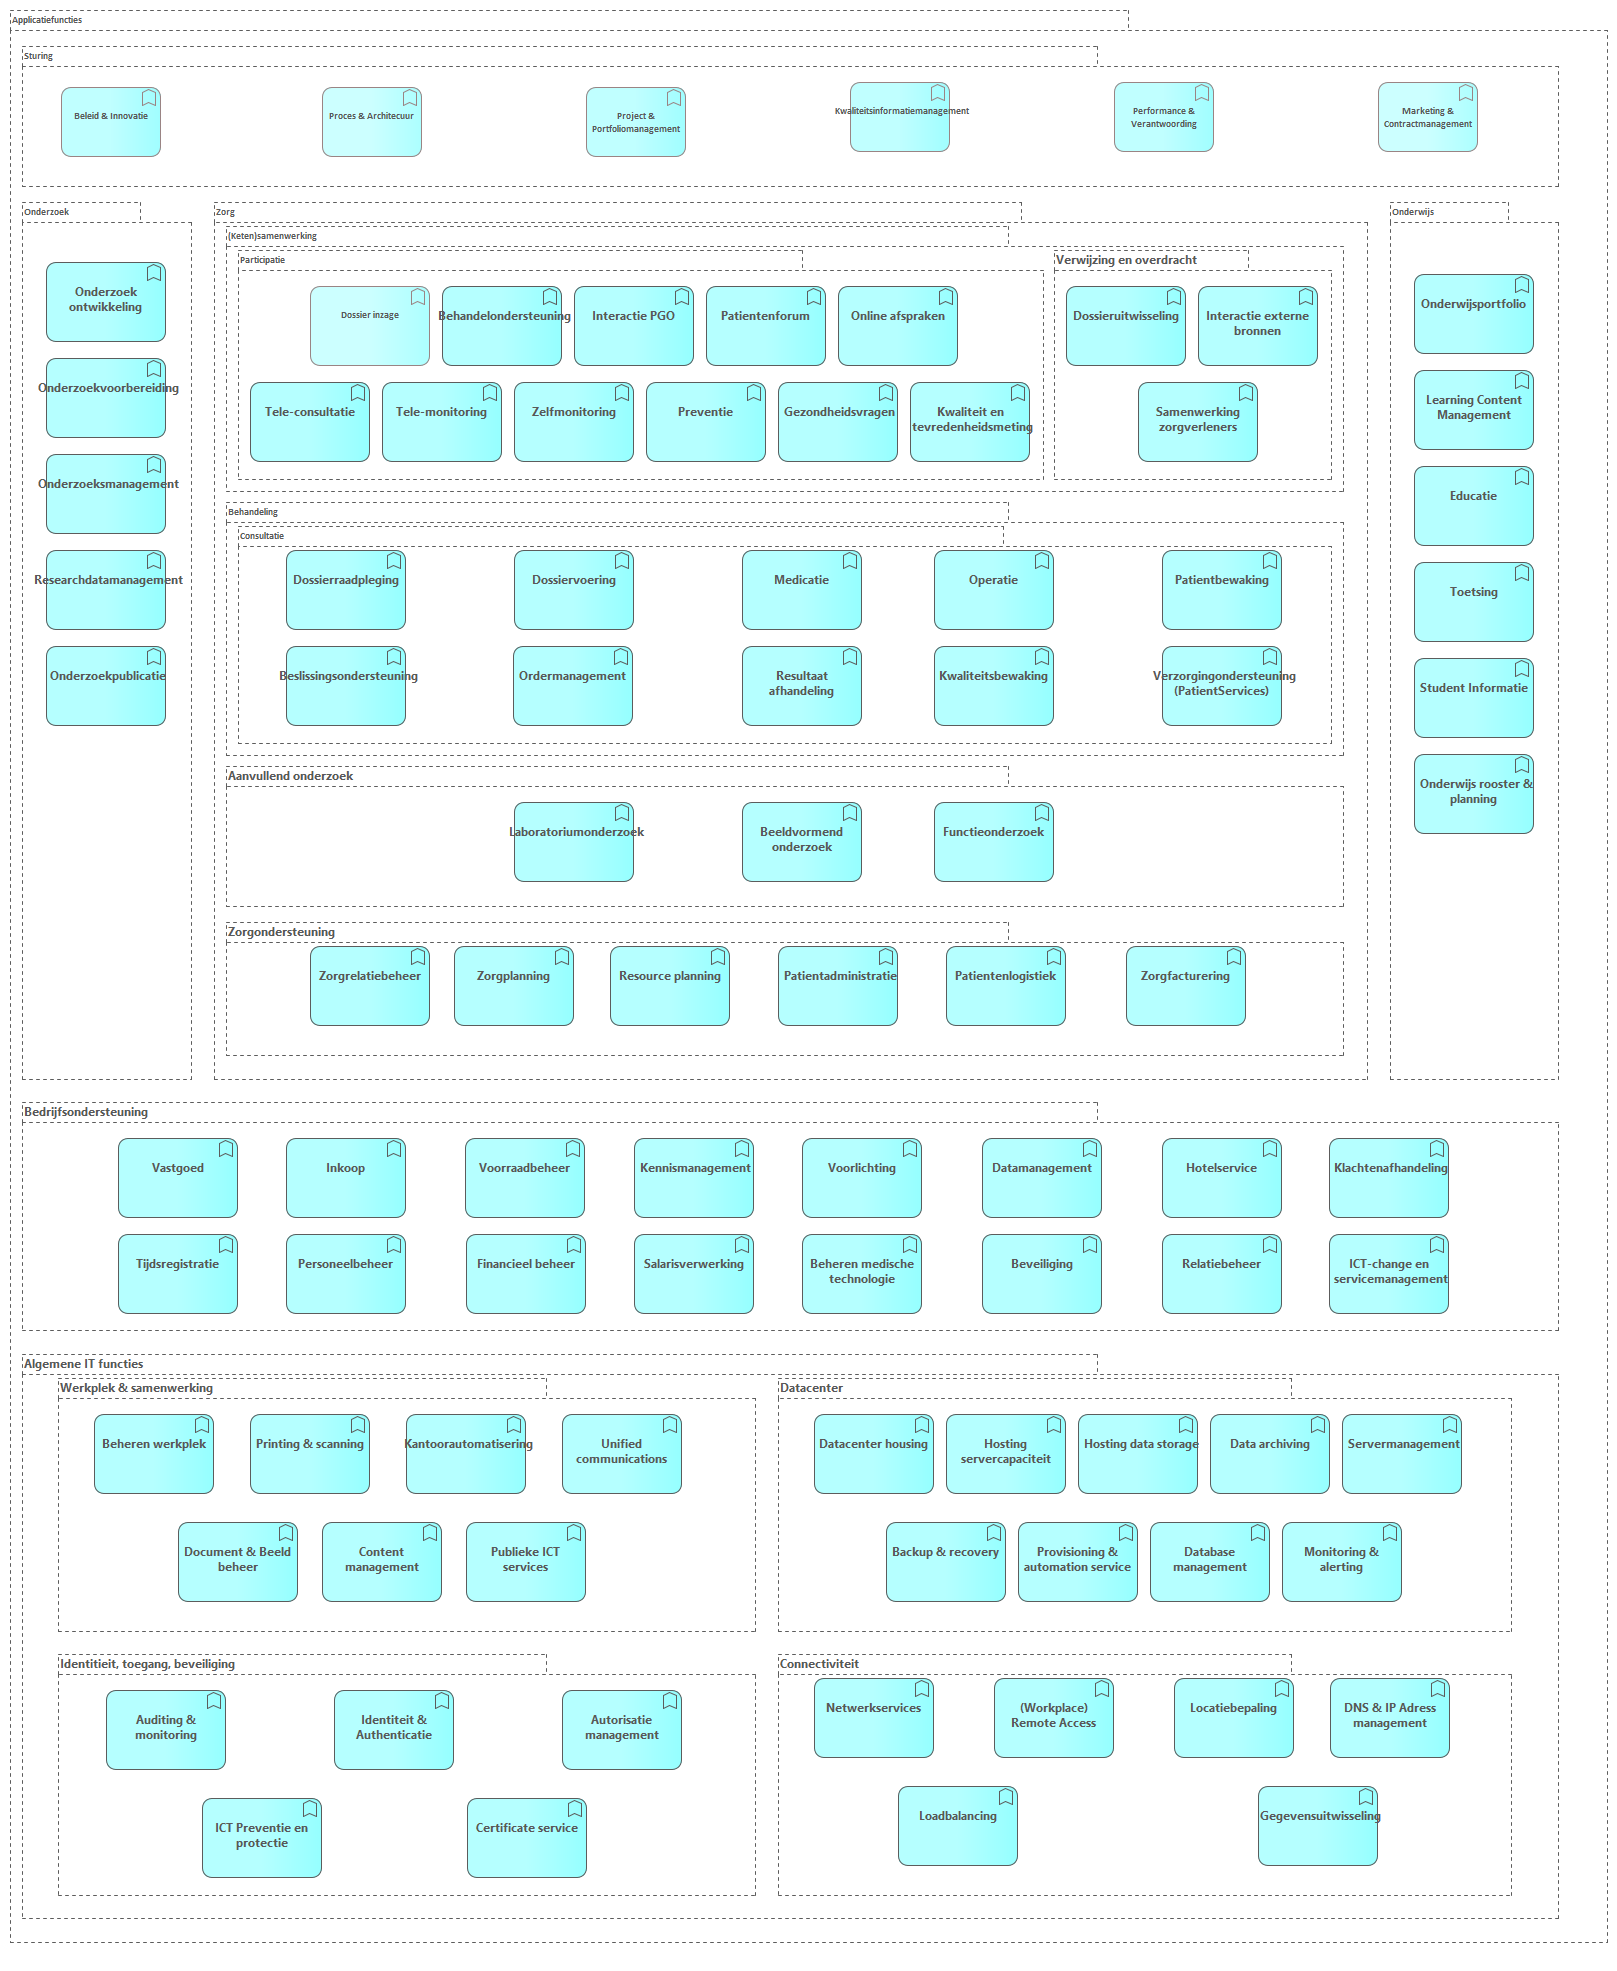 Applicatiefuncties
Sturing
Beleid & Innovatie
Proces & Architecuur
Project &
Portfoliomanagement
Kwaliteitsinformatiemanagement
Performance &
Verantwoording
Marketing &
Contractmanagement
Onderzoek
Onderzoek
ontwikkeling
Onderzoekvoorbereiding
Onderzoeksmanagement
Researchdatamanagement
Onderzoekpublicatie
Zorg
(Keten)samenwerking
Participatie
Dossier inzage
Behandelondersteuning
Interactie PGO
Patientenforum
Online afspraken
Tele-consultatie
Tele-monitoring
Zelfmonitoring
Preventie
Gezondheidsvragen
Kwaliteit en
tevredenheidsmeting
Verwijzing en overdracht
Dossieruitwisseling
Interactie externe
bronnen
Samenwerking
zorgverleners
Behandeling
Consultatie
Dossierraadpleging
Dossiervoering
Medicatie
Operatie
Patientbewaking
Beslissingsondersteuning
Ordermanagement
Resultaat
afhandeling
Kwaliteitsbewaking
Verzorgingondersteuning
(PatientServices)
Aanvullend onderzoek
Laboratoriumonderzoek
Beeldvormend
onderzoek
Functieonderzoek
Zorgondersteuning
Zorgrelatiebeheer
Zorgplanning
Resource planning
Patientadministratie
Patientenlogistiek
Zorgfacturering
Onderwijs
Onderwijsportfolio
Learning Content
Management
Educatie
Toetsing
Student Informatie
Onderwijs rooster &
planning
Bedrijfsondersteuning
Vastgoed
Inkoop
Voorraadbeheer
Kennismanagement
Voorlichting
Datamanagement
Hotelservice
Klachtenafhandeling
Tijdsregistratie
Personeelbeheer
Financieel beheer
Salarisverwerking
Beheren medische
technologie
Beveiliging
Relatiebeheer
ICT-change en
servicemanagement
Algemene IT functies
Werkplek & samenwerking
Beheren werkplek
Printing & scanning
Kantoorautomatisering
Unified
communications
Document & Beeld
beheer
Content
management
Publieke ICT
services
Datacenter
Datacenter housing
Hosting
servercapaciteit
Hosting data storage
Data archiving
Servermanagement
Backup & recovery
Provisioning &
automation service
Database
management
Monitoring &
alerting
Identitieit, toegang, beveiliging
Auditing &
monitoring
Identiteit &
Authenticatie
Autorisatie
management
ICT Preventie en
protectie
Certificate service
Connectiviteit
Netwerkservices
(Workplace)
Remote Access
Locatiebepaling
DNS & IP Adress
management
Loadbalancing
Gegevensuitwisseling